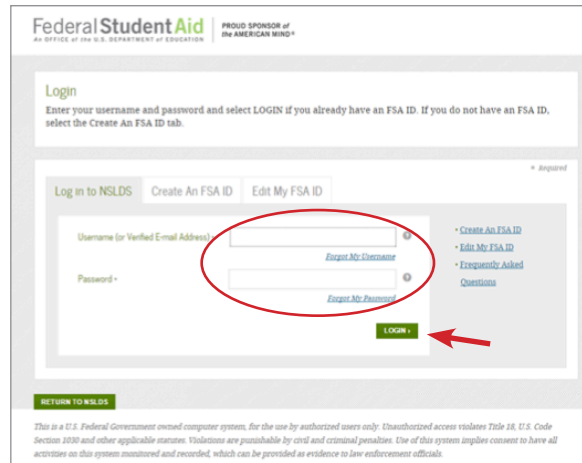 Federal Student Aid
PROUD SPONSOR of
the AMERICAN MIND®
An OFFICE of the U.S. DEPARTMENT of EDUCATION
Login
Enter your username and password and select LOGIN if you already have an FSA ID. If you do not have an FSA ID,
select the Create An FSA ID tab.
* Required
Log in to NSLDS
Create An FSA ID
Edit My FSA ID
Username (or Verified E-mail Address) *
Forgot My Username
Password *
Forgot My Password
LOGIN ›
• Create An FSA ID
• Edit My FSA ID
• Frequently Asked
Questions
RETURN TO NSLDS
This is a U.S. Federal Government owned computer system, for the use by authorized users only. Unauthorized access violates Title 18, U.S. Code
Section 1030 and other applicable statutes. Violations are punishable by civil and criminal penalties. Use of this system implies consent to have all
activities on this system monitored and recorded, which can be provided as evidence to law enforcement officials.